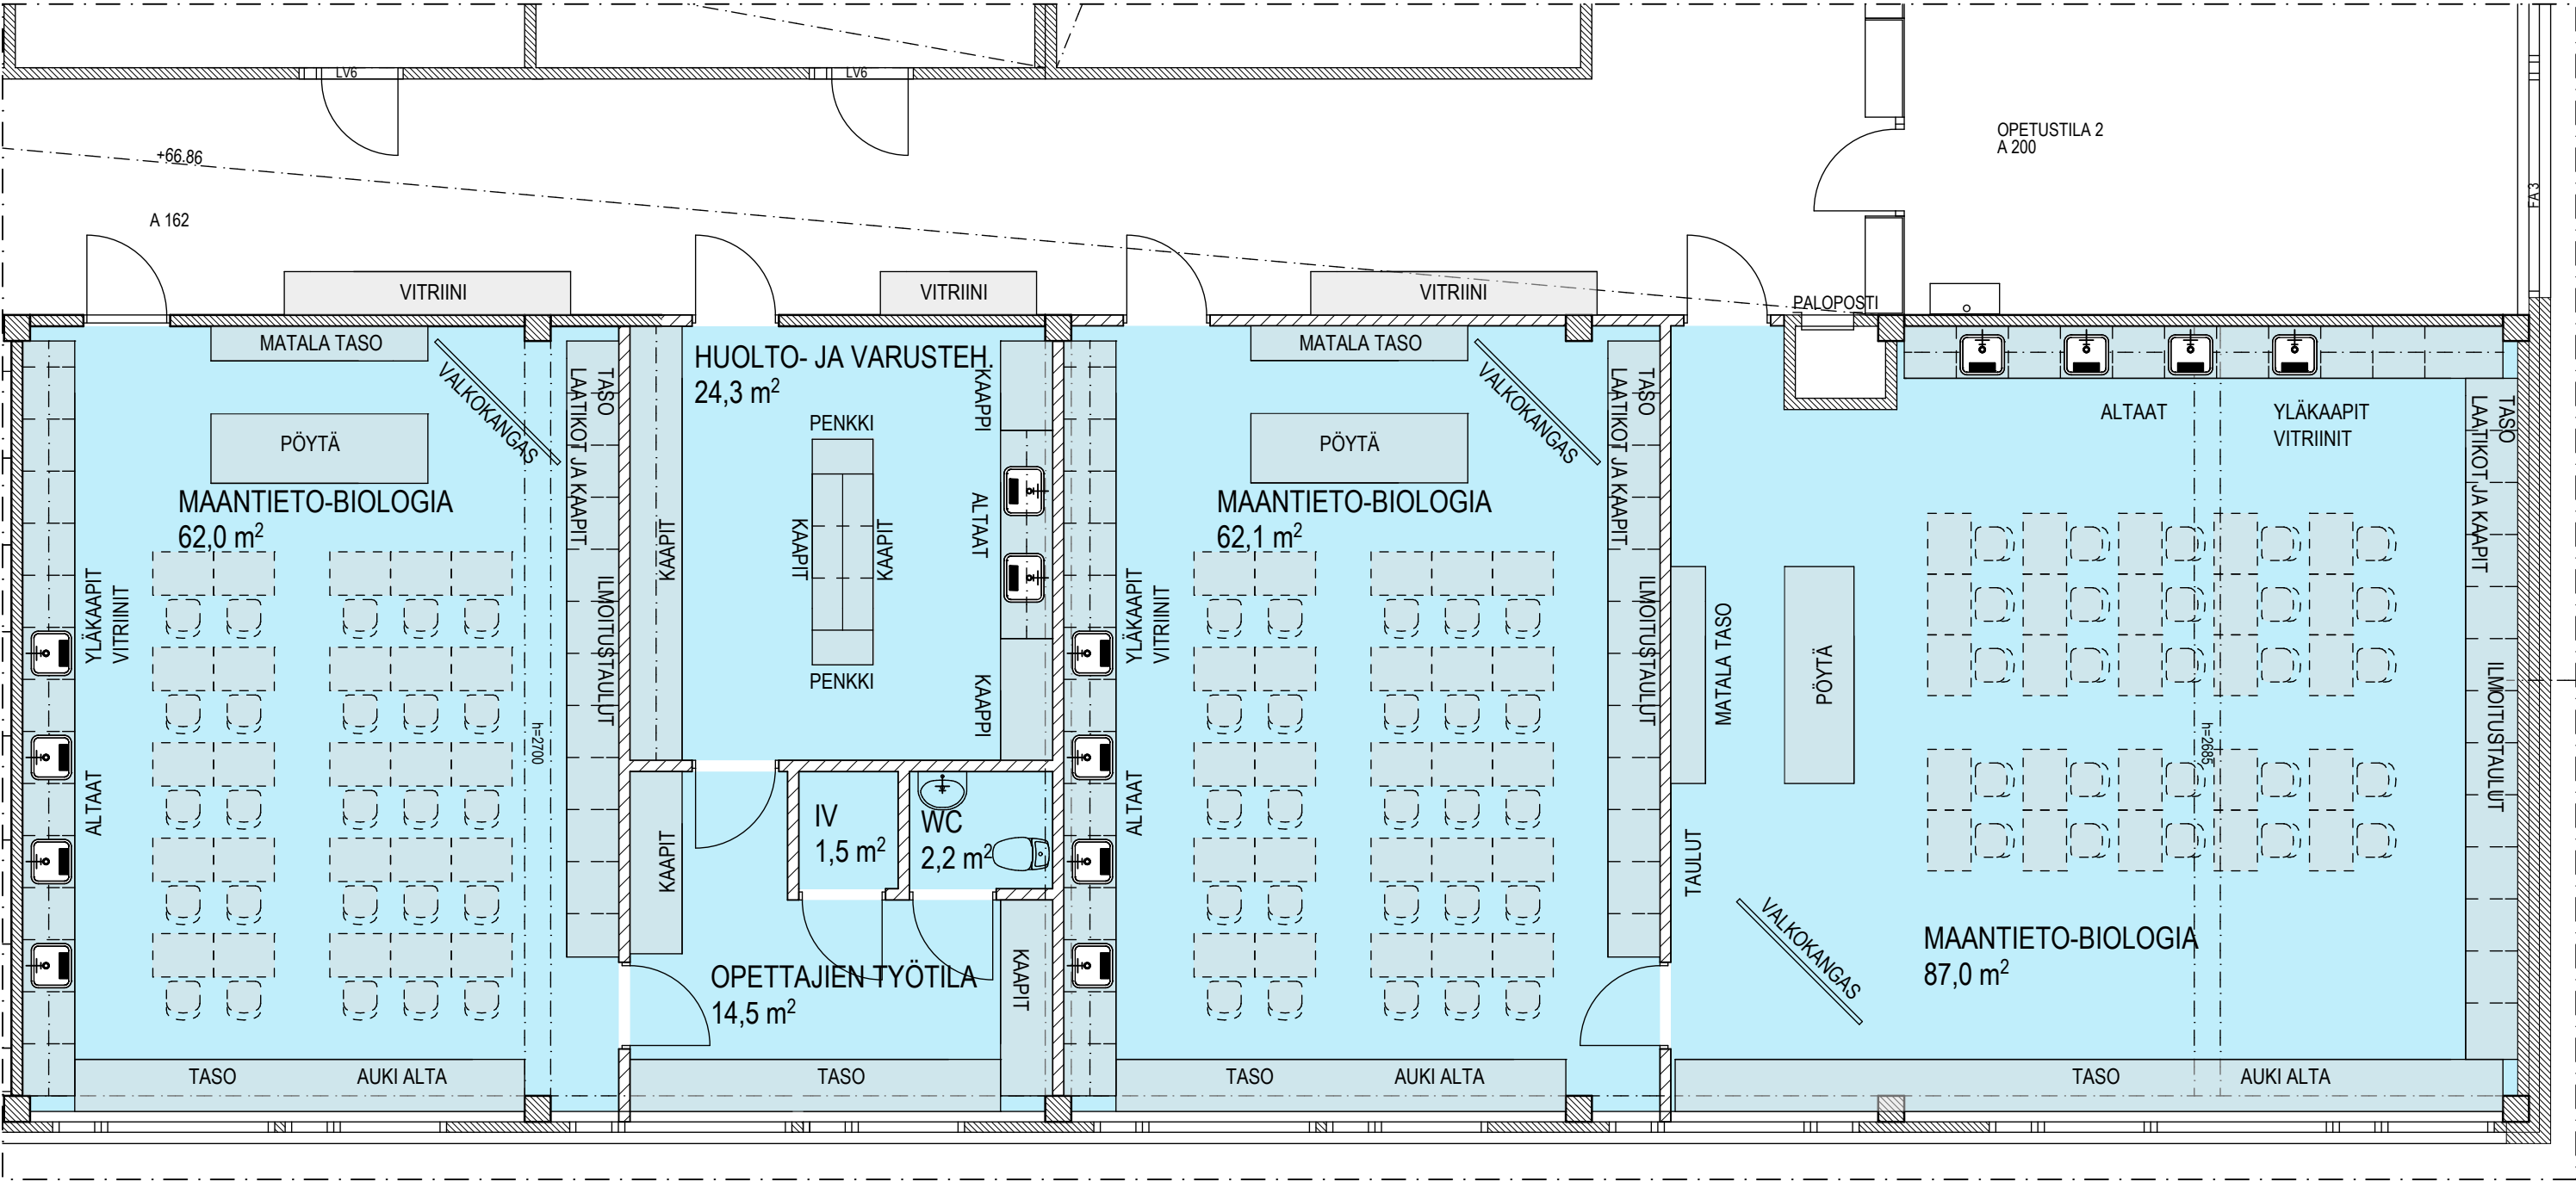 LV6
LV6
OPETUSTILA 2
A 200
+66.86
A 162
FA 3
VITRIINI
VITRIINI
VITRIINI
PALOPOSTI
MATALA TASO
VALKOKANGAS
TASO
LAATIKOT JA KAAPIT
PÖYTÄ
MAANTIETO-BIOLOGIA
62,0 m²
YLÄKAAPIT
VITRIINIT
ALTAAT
ILMOITUSTAULUT
h=2700
TASO
AUKI ALTA
HUOLTO- JA VARUSTEH.
24,3 m²
KAAPPI
PENKKI
KAAPIT
KAAPIT
KAAPIT
ALTAAT
PENKKI
KAAPPI
KAAPIT
IV
1,5 m²
WC
2,2 m²
OPETTAJIEN TYÖTILA
14,5 m²
KAAPIT
TASO
MATALA TASO
VALKOKANGAS
TASO
LAATIKOT JA KAAPIT
PÖYTÄ
MAANTIETO-BIOLOGIA
62,1 m²
YLÄKAAPIT
VITRIINIT
ALTAAT
ILMOITUSTAULUT
TASO
AUKI ALTA
ALTAAT
YLÄKAAPIT
VITRIINIT
TASO
LAATIKOT JA KAAPIT
MATALA TASO
PÖYTÄ
h=2685
ILMOITUSTAULUT
TAULUT
VALKOKANGAS
MAANTIETO-BIOLOGIA
87,0 m²
TASO
AUKI ALTA